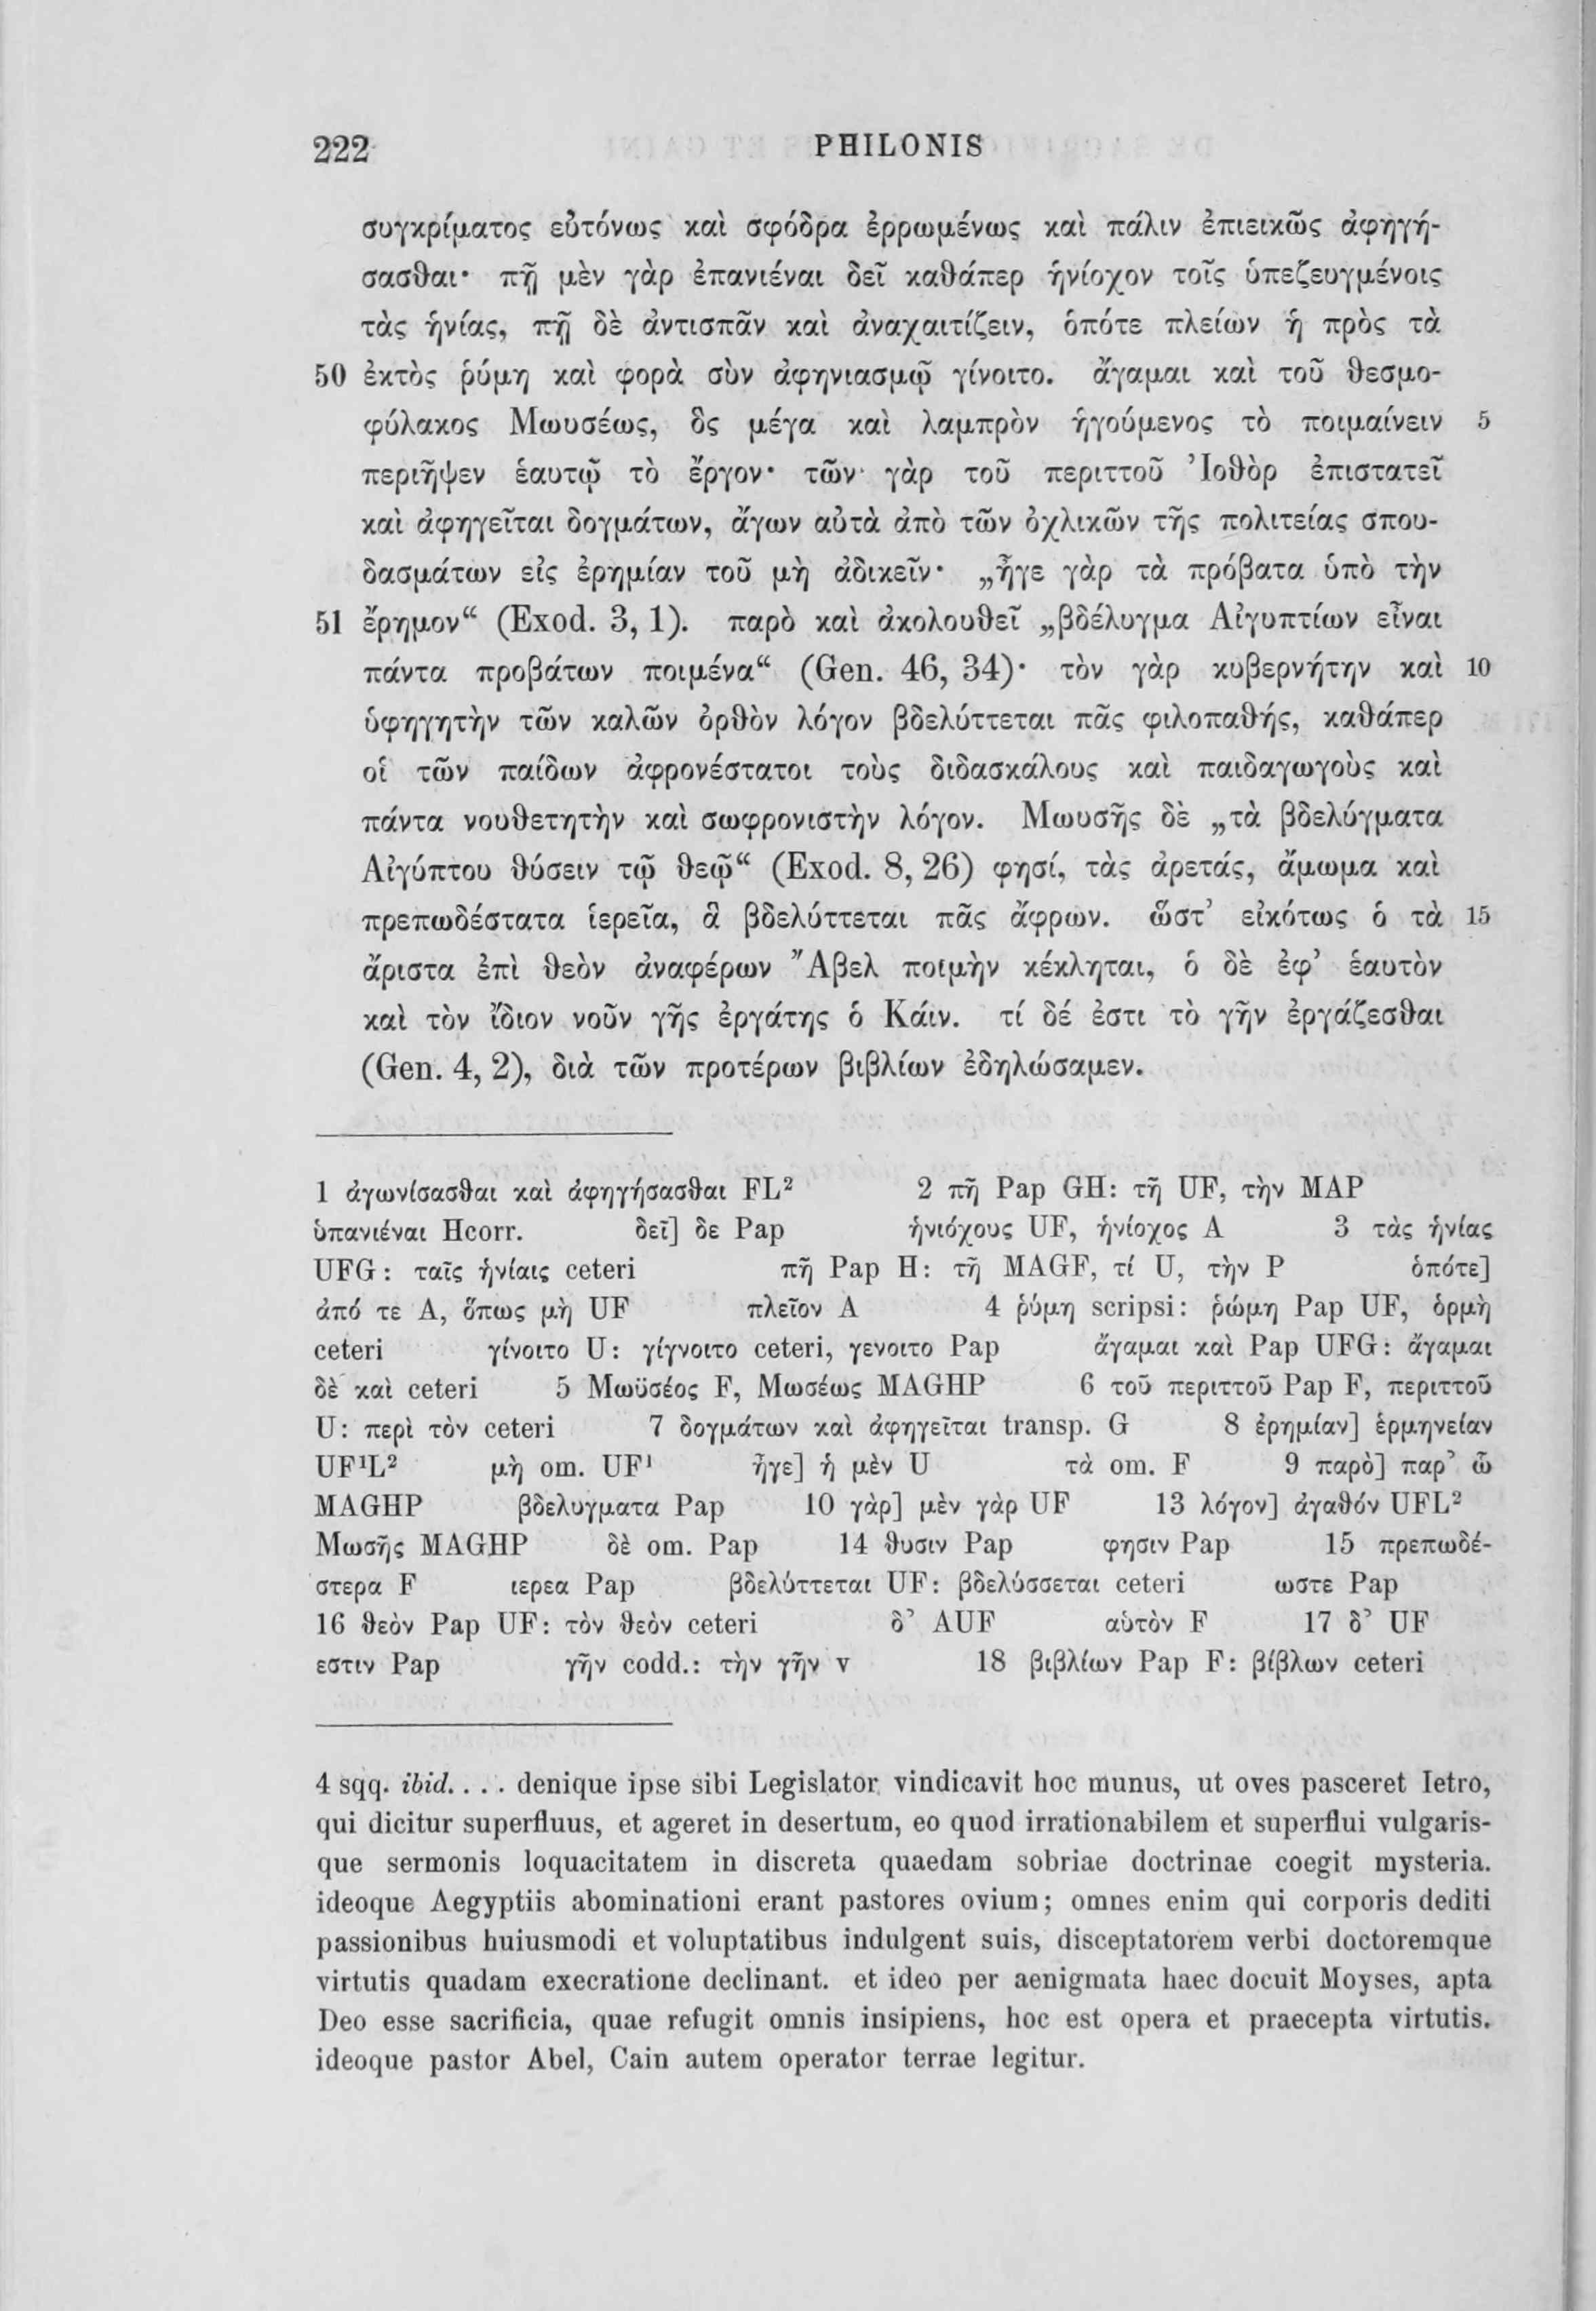 222 PHILONIS
συγκρίματος εὐτόνως καὶ σφόδρα ἐρρωμένως καὶ πάλιν ἐπιεικῶς ἀφηγή-
σασθαι· πῆ μὲν γὰρ ἐπανιέναι δεῖ καθάπερ ἡνίοχον τοῖς ὑπεζευγμένοις
τὰς ἡνίας, πῆ δὲ ἀντισπᾶν καὶ ἀναχαιτίζειν, ὁπότε πλείων ἡ πρὸς τὰ
50 ἐκτὸς ῥύμη καὶ φορὰ σὺν ἀφηνιασμῷ γίνοιτο. ἄγαμαι καὶ τοῦ θεσμο-
φύλακος Μωυσέως, ὃς μέγα καὶ λαμπρὸν ἡγούμενος τὸ ποιμαίνειν 5
περιῆψεν ἑαυτῷ τὸ ἔργον· τῶν γὰρ τοῦ περιττοῦ Ἰοθὸρ ἐπιστατεῖ
καὶ ἀφηγεῖται δογμάτων, ἄγων αὐτὰ ἀπὸ τῶν ὀχλικῶν τῆς πολιτείας σπου-
δασμάτων εἰς ἐρημίαν τοῦ μὴ ἀδικεῖν· „ἦγε γὰρ τὰ πρόβατα ὑπὸ τὴν
51 ἔρημον“ (Exod. 3, 1). παρὸ καὶ ἀκολουθεῖ „βδέλυγμα Αἰγυπτίων εἶναι
πάντα προβάτων ποιμένα“ (Gen. 46, 34)· τὸν γὰρ κυβερνήτην καὶ 10
ὑφηγητὴν τῶν καλῶν ὀρθὸν λόγον βδελύττεται πᾶς φιλοπαθής, καθάπερ
οἱ τῶν παίδων ἀφρονέστατοι τοὺς διδασκάλους καὶ παιδαγωγοὺς καὶ
πάντα νουθετητὴν καὶ σωφρονιστὴν λόγον. Μωυσῆς δὲ „τὰ βδελύγματα
Αἰγύπτου θύσειν τῷ θεῷ“ (Exod. 8, 26) φησί, τὰς ἀρετάς, ἄμωμα καὶ
πρεπωδέστατα ἱερεῖα, ἃ βδελύττεται πᾶς ἄφρων. ὥστ’ εἰκότως ὁ τὰ 15
ἄριστα ἐπὶ θεὸν ἀναφέρων Ἄβελ ποιμὴν κέκληται, ὁ δὲ ἐφ’ ἑαυτὸν
καὶ τὸν ἴδιον νοῦν γῆς ἐργάτης ὁ Κάιν. τί δέ ἐστι τὸ γῆν ἐργάζεσθαι
(Gen. 4, 2), διὰ τῶν προτέρων βιβλίων ἐδηλώσαμεν.
1 ἀγωνίσασθαι καὶ ἀφηγήσασθαι FL² 2 πῆ Pap GH: τῆ UF, τὴν MAP
ὑπανιέναι Hcorr. δεῖ] δε Pap ἡνιόχους UF, ἡνίοχος A 3 τὰς ἡνίας
UFG: ταῖς ἡνίαις ceteri πῆ Pap H: τῆ MAGF, τί U, τὴν P ὁπότε]
ἀπό τε A, ὅπως μὴ UF πλεῖον A 4 ῥύμη scripsi: ῥώμη Pap UF, ὁρμὴ
ceteri γίνοιτο U: γίγνοιτο ceteri, γενοιτο Pap ἄγαμαι καὶ Pap UFG: ἄγαμαι
δὲ καὶ ceteri 5 Μωϋσέος F, Μωσέως MAGHP 6 τοῦ περιττοῦ Pap F, περιττοῦ
U: περὶ τὸν ceteri 7 δογμάτων καὶ ἀφηγεῖται transp. G 8 ἐρημίαν] ἑρμηνείαν
UF¹L² μὴ om. UF¹ ἦγε] ἡ μὲν U τὰ om. F 9 παρὸ] παρ’ ὧ
MAGHP βδελυγματα Pap 10 γὰρ] μὲν γὰρ UF 13 λόγον] ἀγαθόν UFL²
Μωσῆς MAGHP δὲ om. Pap 14 θυσιν Pap φησιν Pap 15 πρεπωδέ-
στερα F ιερεα Pap βδελύττεται UF: βδελύσσεται ceteri ωστε Pap
16 θεὸν Pap UF: τὸν θεὸν ceteri δ’ AUF αὑτὸν F 17 δ’ UF
εστιν Pap γῆν codd.: τὴν γῆν v 18 βιβλίων Pap F: βίβλων ceteri
4 sqq. ibid.... denique ipse sibi Legislator vindicavit hoc munus, ut oves pasceret Ietro,
qui dicitur superfluus, et ageret in desertum, eo quod irrationabilem et superflui vulgaris-
que sermonis loquacitatem in discreta quaedam sobriae doctrinae coegit mysteria.
ideoque Aegyptiis abominationi erant pastores ovium; omnes enim qui corporis dediti
passionibus huiusmodi et voluptatibus indulgent suis, disceptatorem verbi doctoremque
virtutis quadam execratione declinant. et ideo per aenigmata haec docuit Moyses, apta
Deo esse sacrificia, quae refugit omnis insipiens, hoc est opera et praecepta virtutis.
ideoque pastor Abel, Cain autem operator terrae legitur.